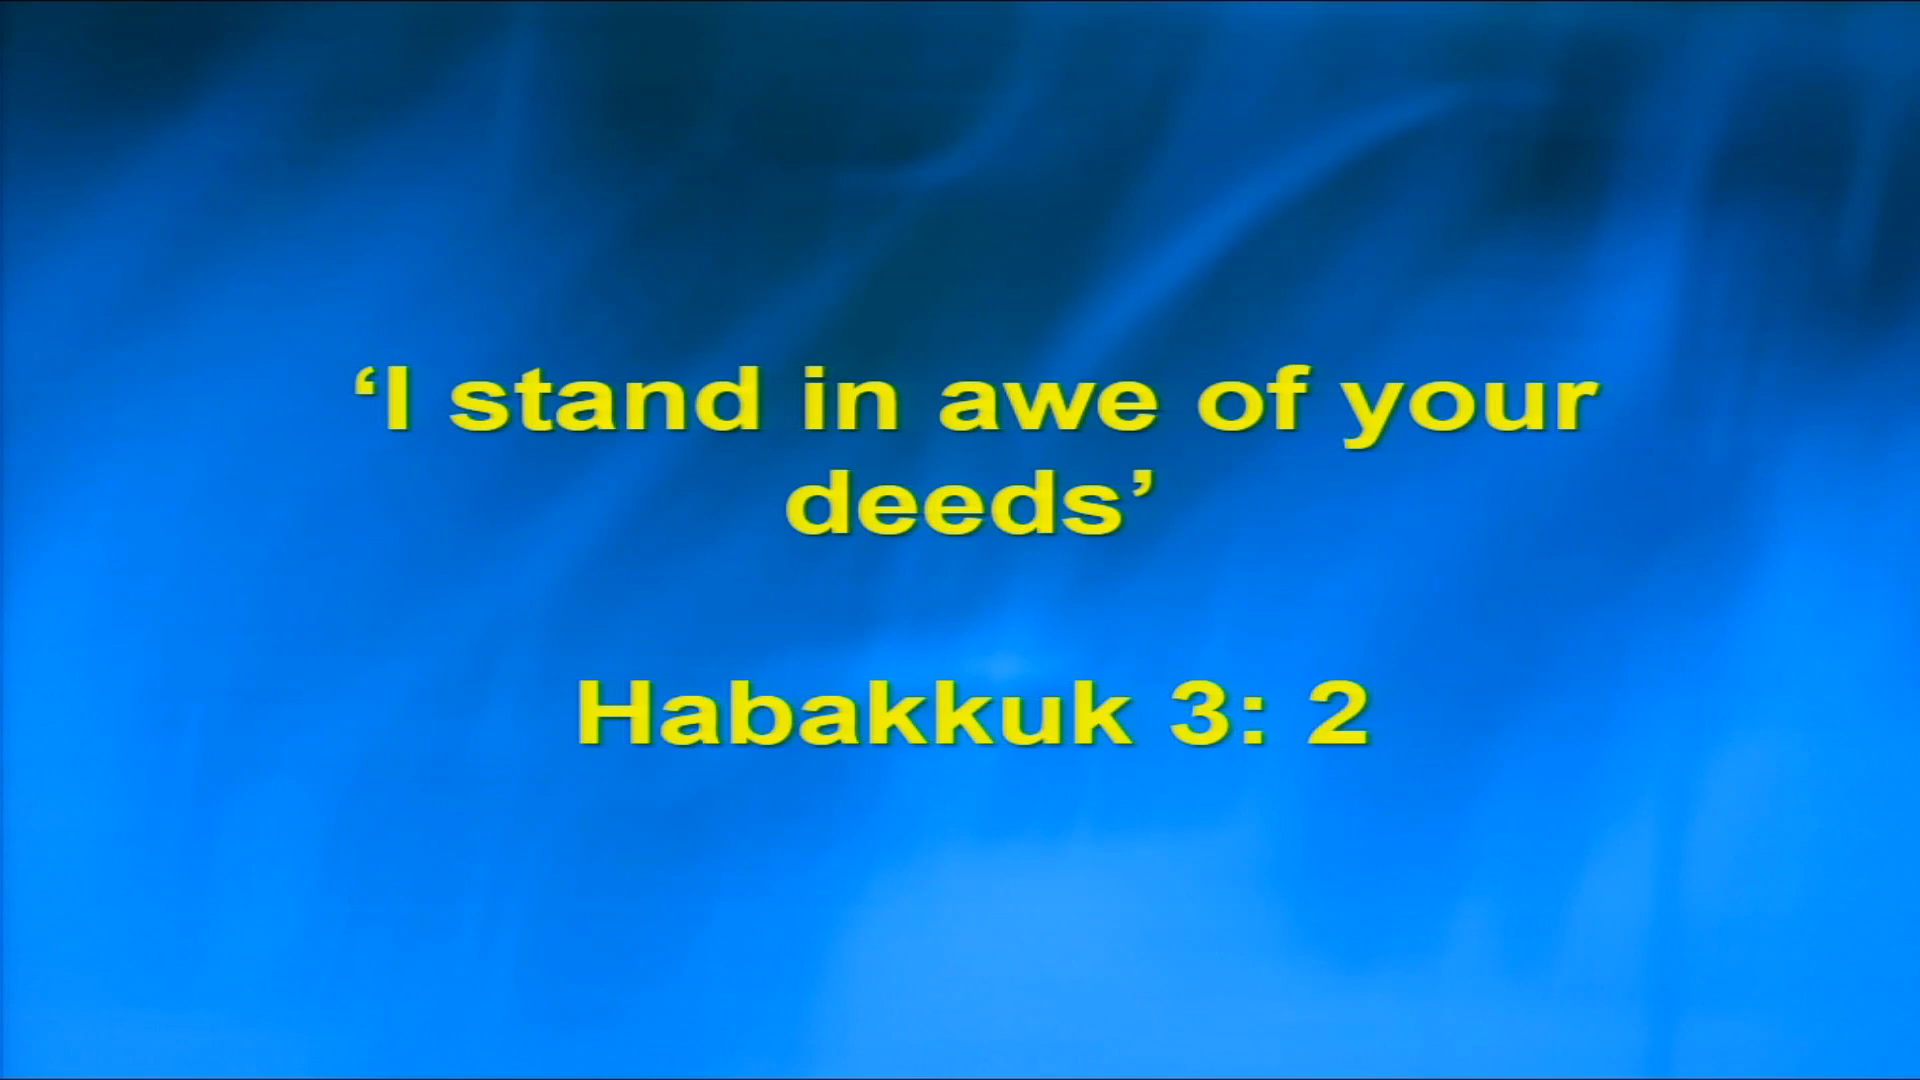 ‘I stand in awe of your
deeds’
Habakkuk 3: 2